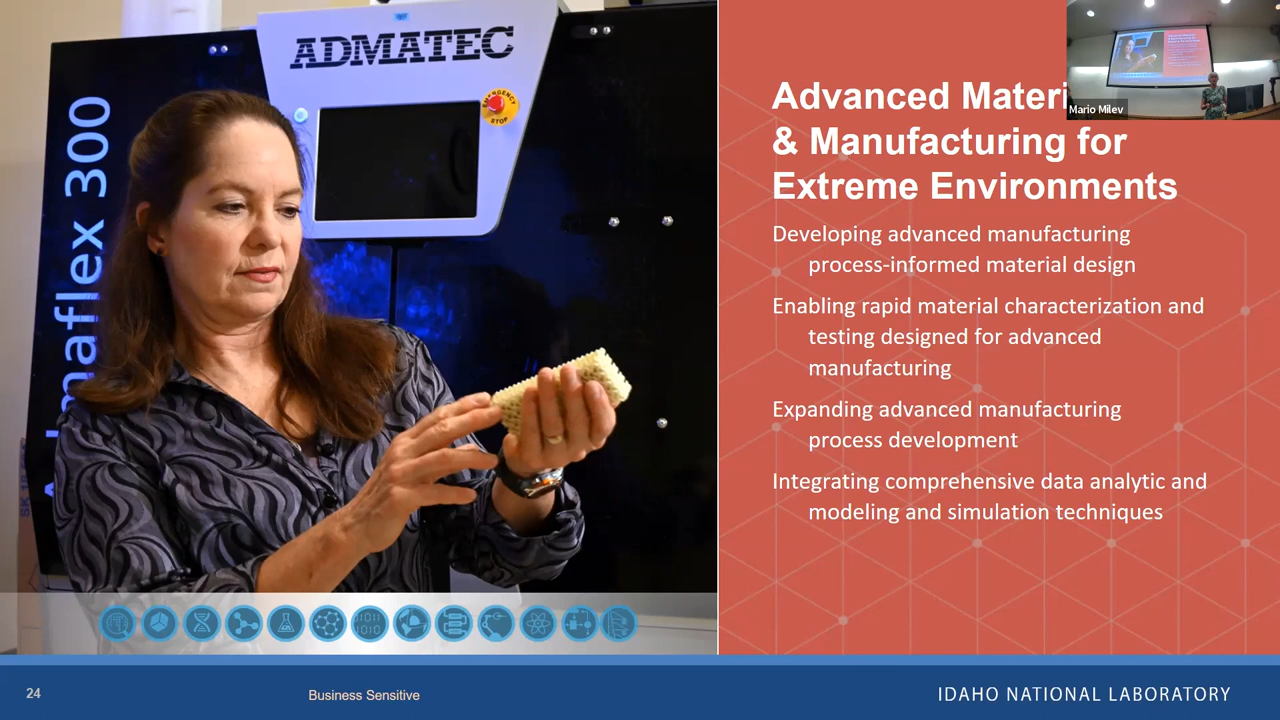 ADMATEC
EMERGENCY
STOP
Admaflex 300
Advanced Materi
& Manufacturing for
Extreme Environments
Mario Milev
Developing advanced manufacturing
process-informed material design
Enabling rapid material characterization and
testing designed for advanced
manufacturing
Expanding advanced manufacturing
process development
Integrating comprehensive data analytic and
modeling and simulation techniques
24
Business Sensitive
IDAHO NATIONAL LABORATORY